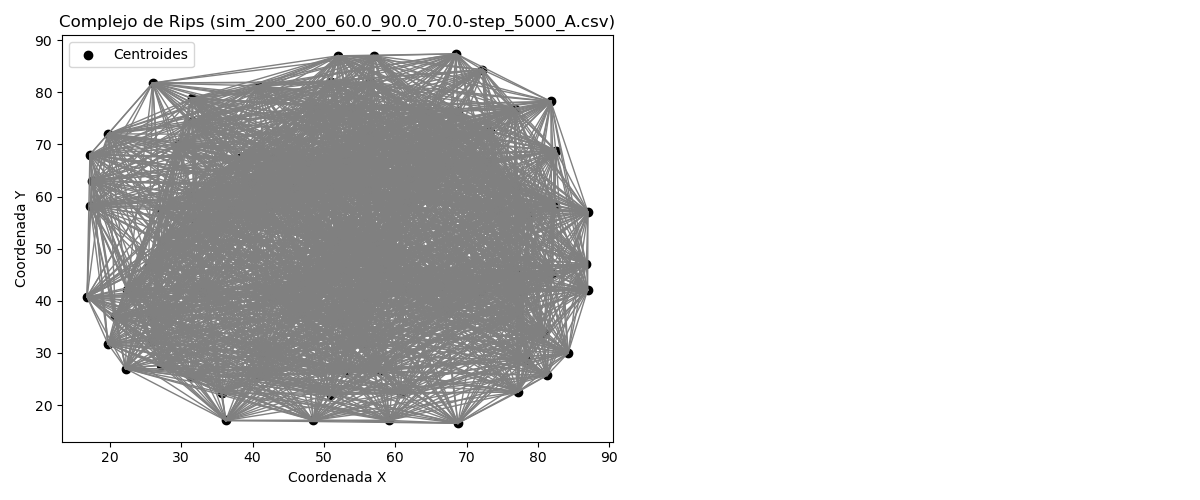 Complejo de Rips (sim_200_200_60.0_90.0_70.0-step_5000_A.csv)
Centroides
90
80
70
60
50
40
30
20
Coordenada Y
20 30 40 50 60 70 80 90
Coordenada X